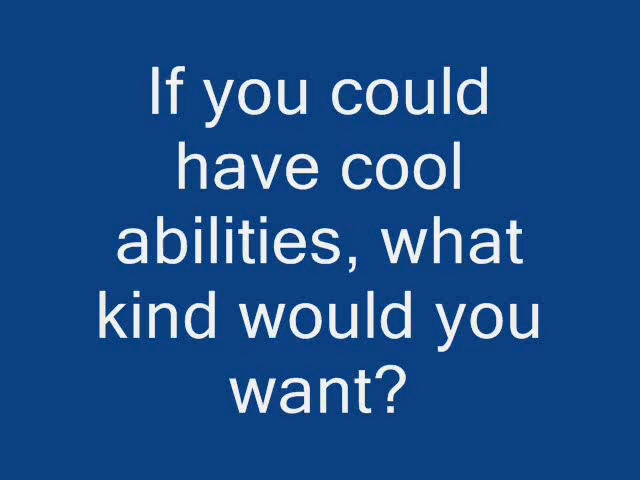 If you could
have cool
abilities, what
kind would you
want?